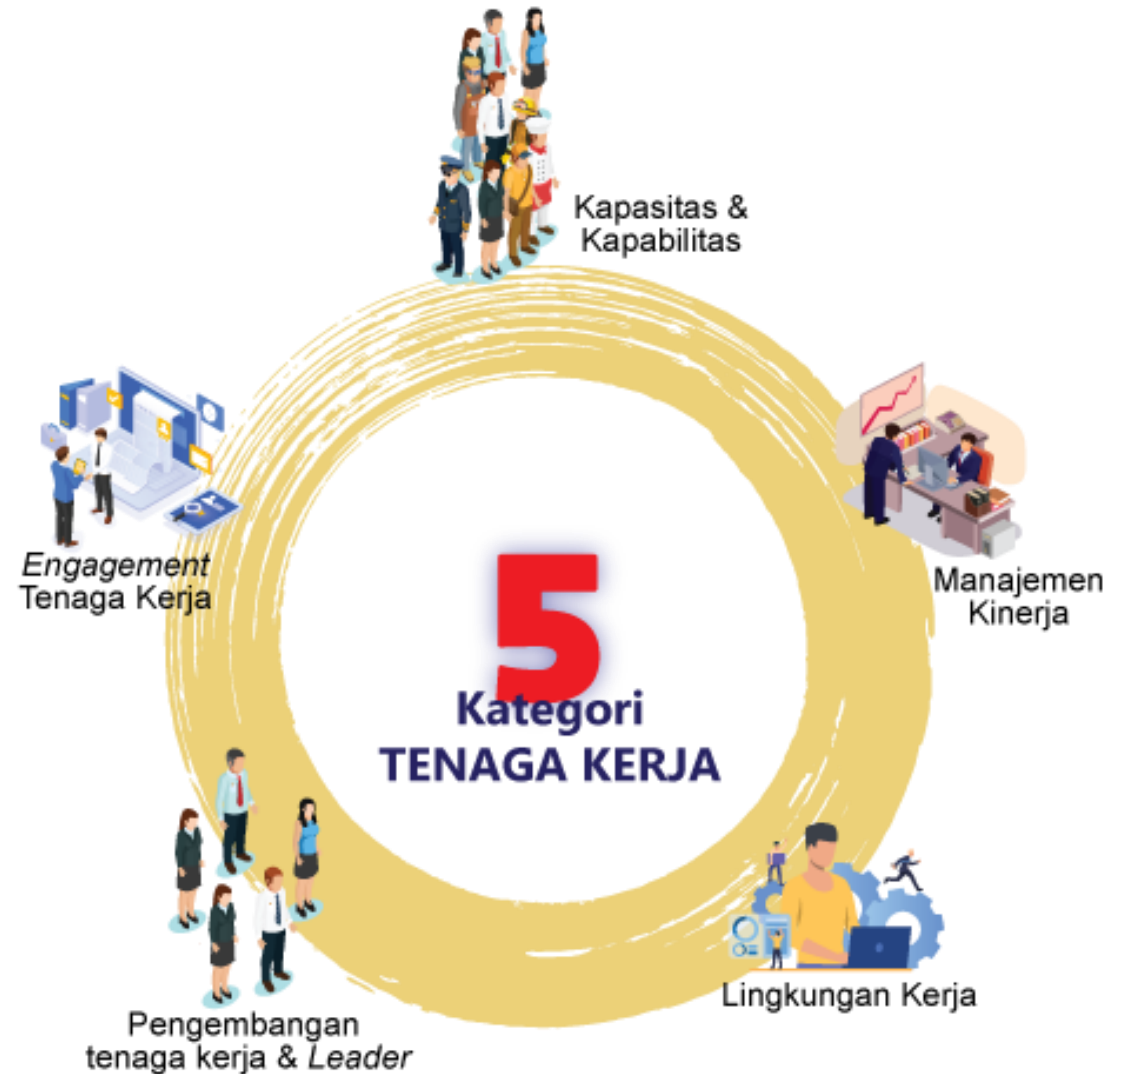 Kapasitas &
Kapabilitas
Engagement
Tenaga Kerja
Manajemen
Kinerja
5
Kategori
TENAGA KERJA
Lingkungan Kerja
Pengembangan
tenaga kerja & Leader